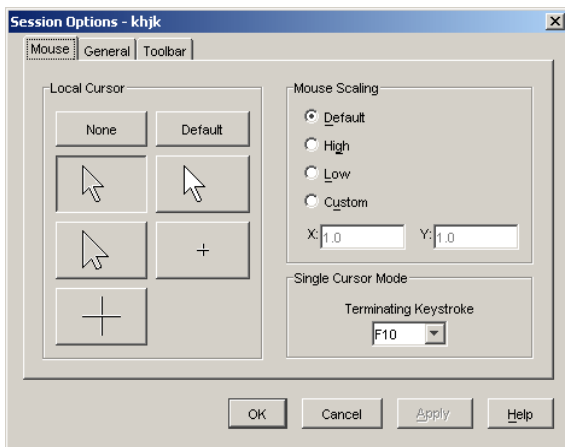 Session Options - khjk
Mouse General Toolbar
Local Cursor
None Default
Mouse Scaling
Default
High
Low
Custom
X: 1.0 Y: 1.0
Single Cursor Mode
Terminating Keystroke
F10
OK Cancel Apply Help